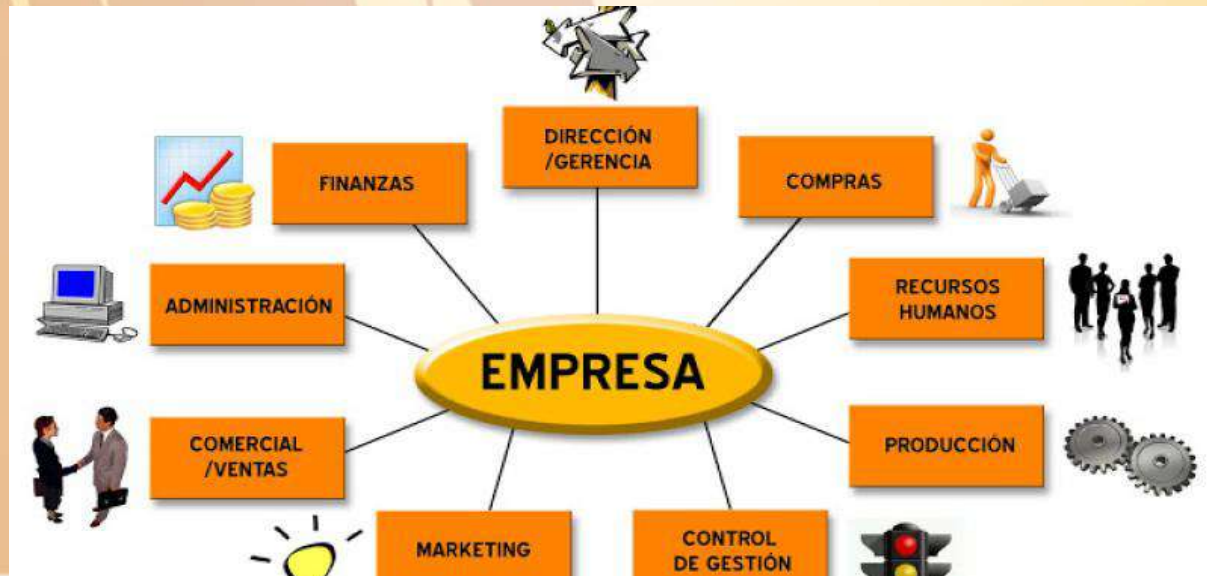 DIRECCIÓN
/GERENCIA
FINANZAS
COMPRAS
ADMINISTRACIÓN
RECURSOS
HUMANOS
EMPRESA
COMERCIAL
/VENTAS
PRODUCCIÓN
MARKETING
CONTROL
DE GESTIÓN